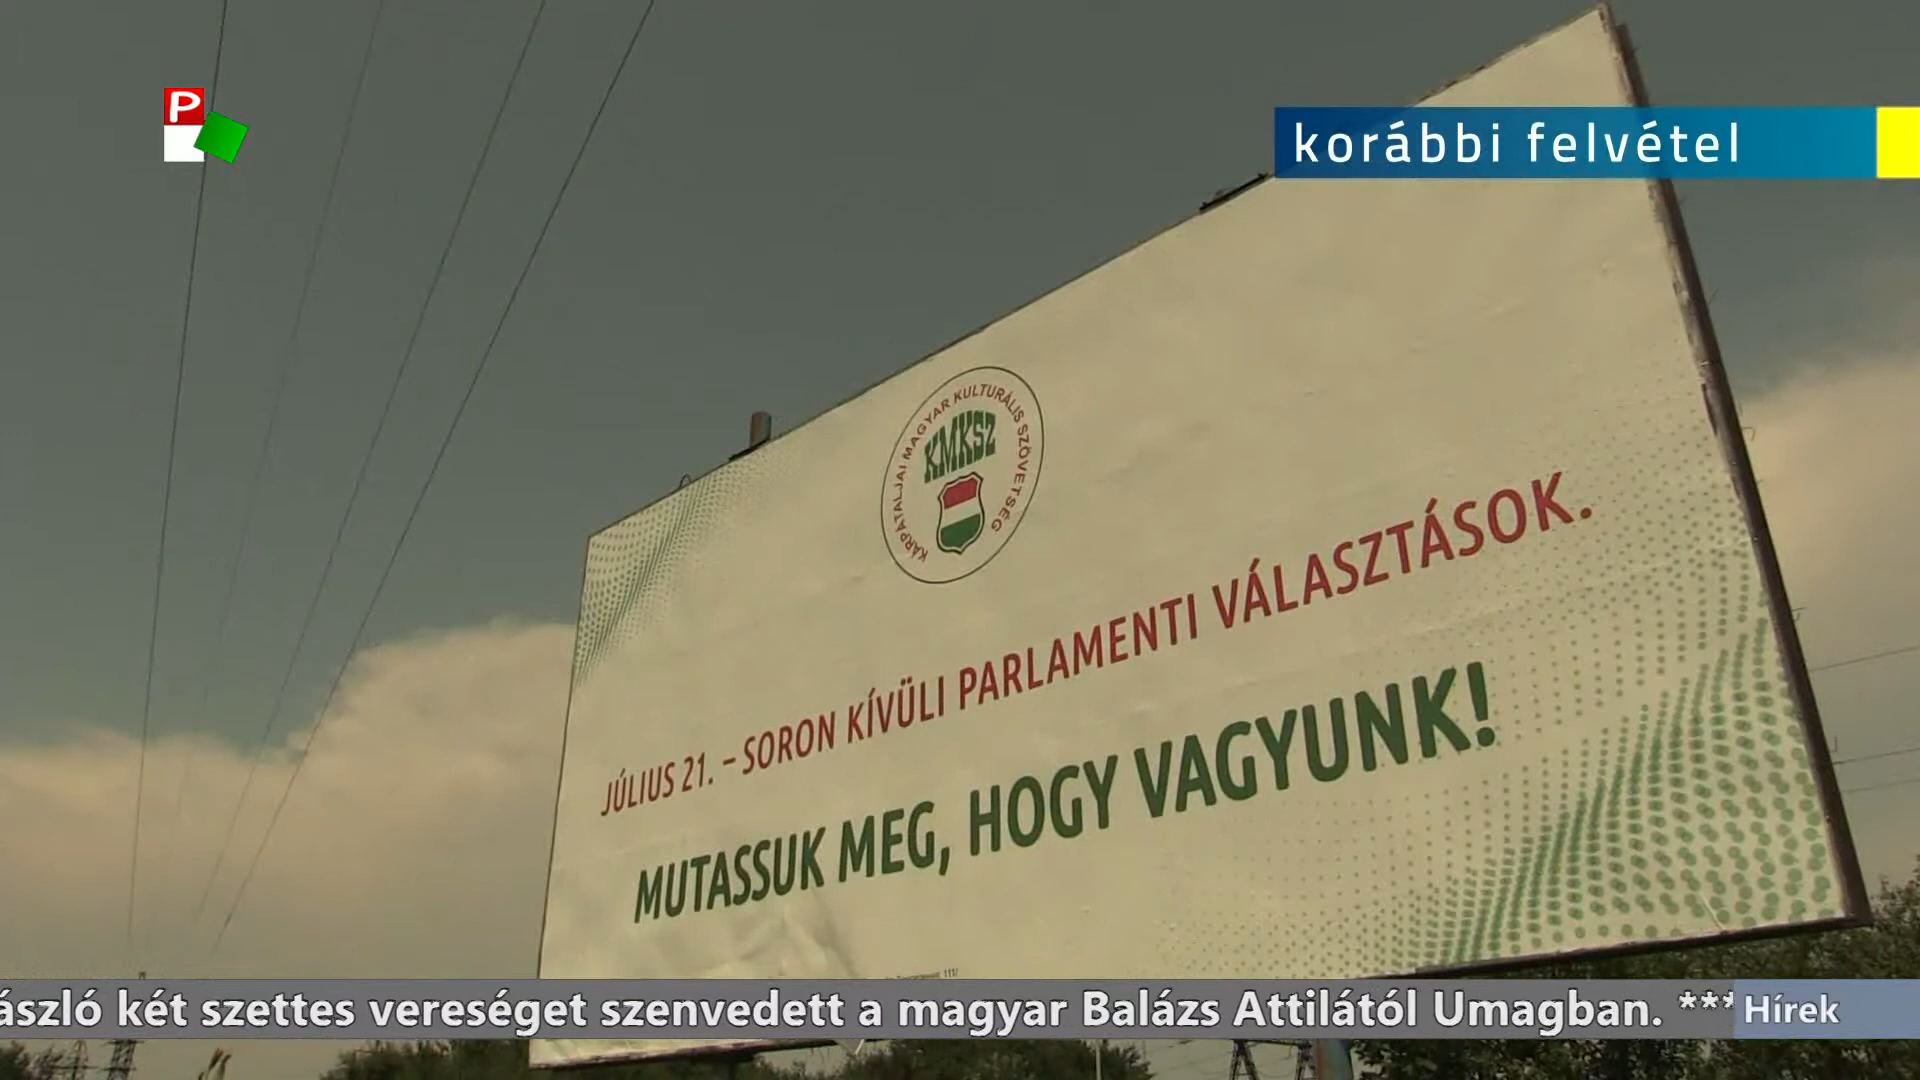 P
korábbi felvétel
KÁRPÁTALJAI MAGYAR KULTURÁLIS SZÖVETSÉG
KMKSZ
JÚLIUS 21. – SORON KÍVÜLI PARLAMENTI VÁLASZTÁSOK.
MUTASSUK MEG, HOGY VAGYUNK!
ászló két szettes vereséget szenvedett a magyar Balázs Attilától Umagban. ***
Hírek